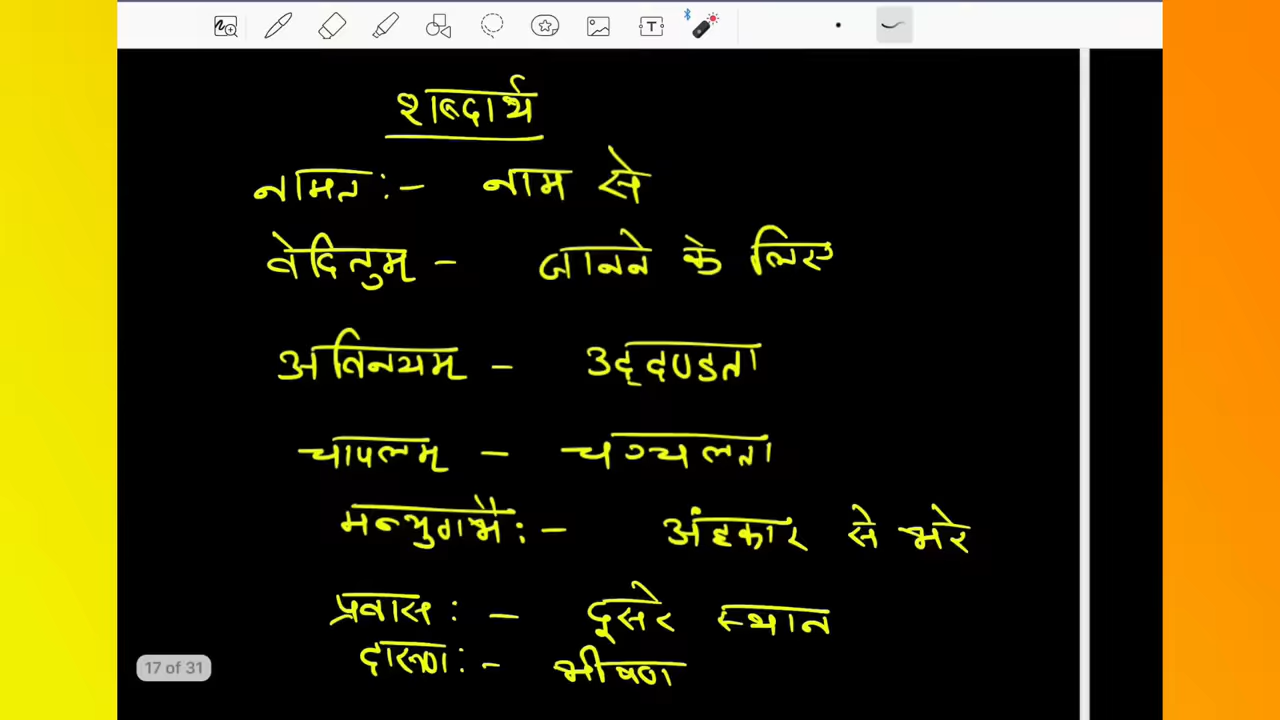 शब्दार्थ
नामत :- नाम से
वेदितुम् - जानने के लिए
अविनयम् - उद्दण्डता
चापलम् - चञ्चलता
मन्युगर्भैः - अंहकार से भरे
प्रवासः - दूसरे स्थान
दारुणः - भीषण
17 of 31